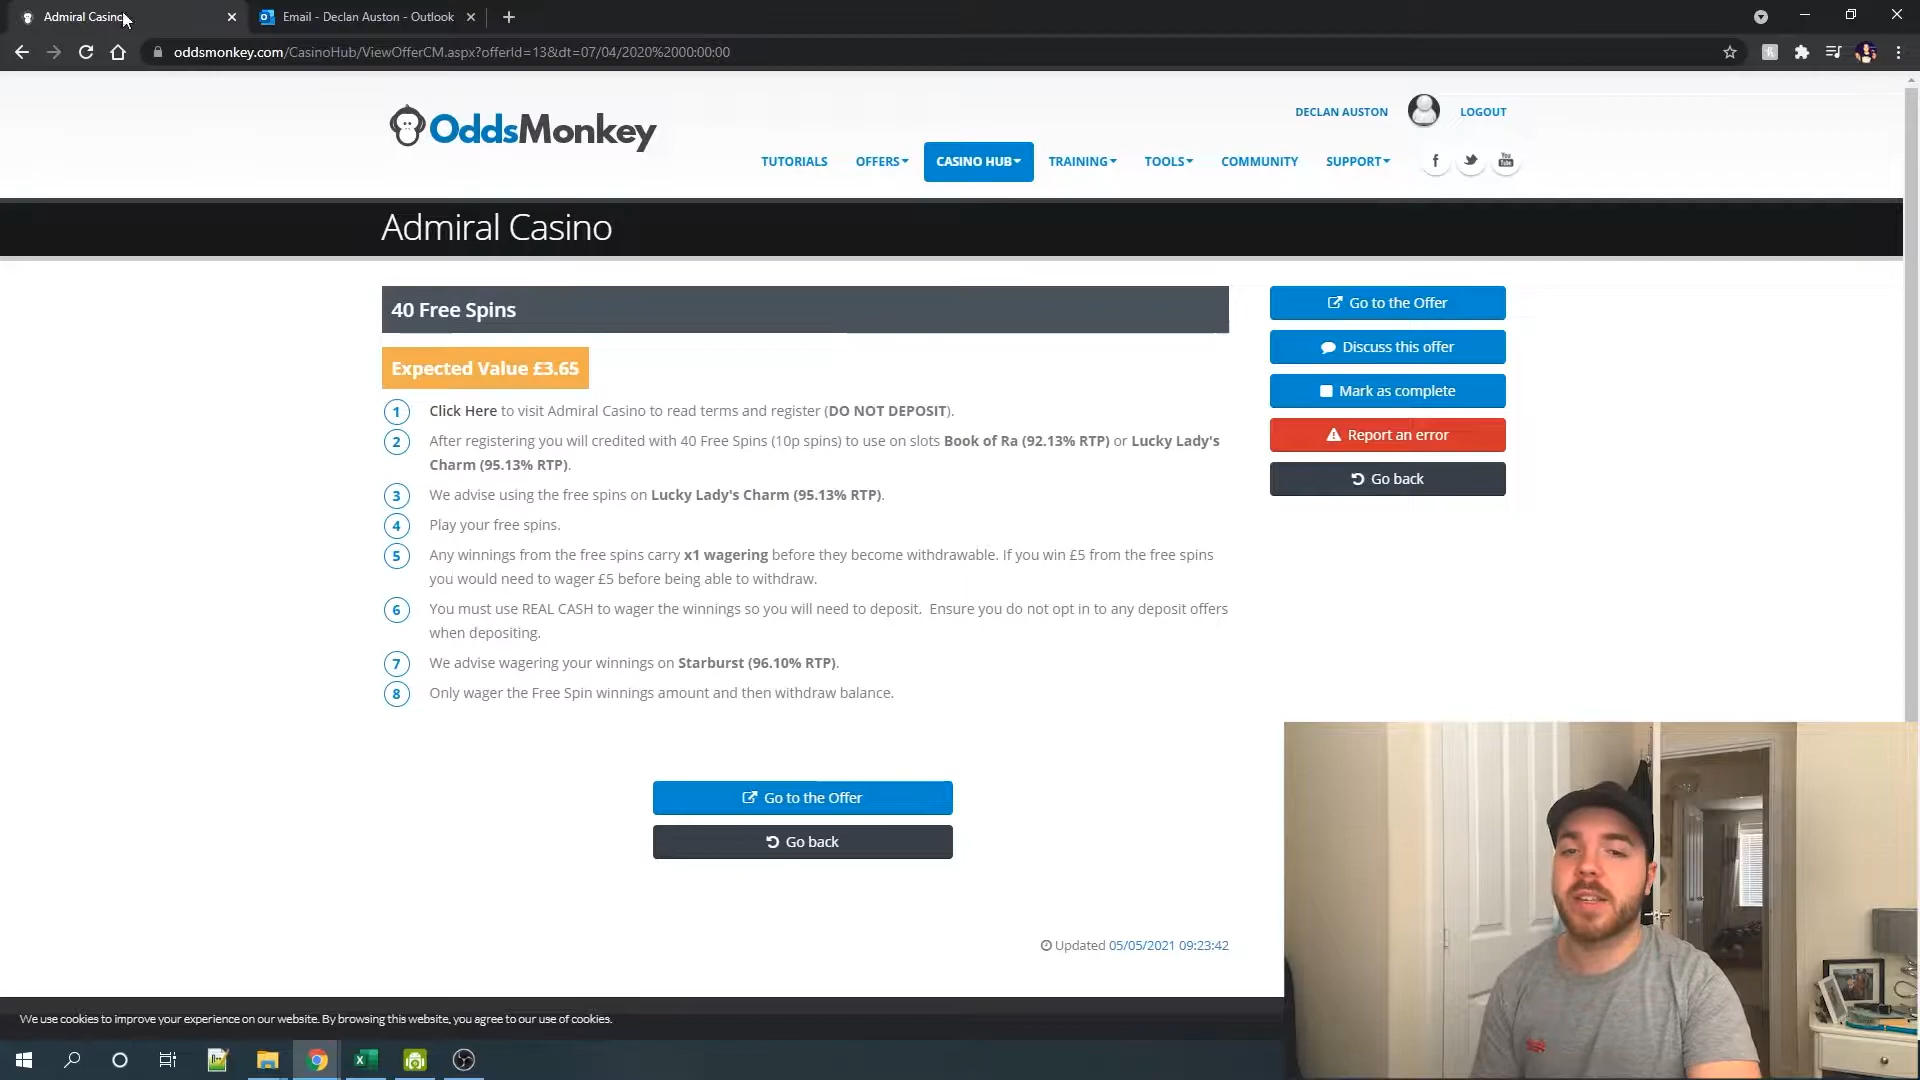 Admiral Casino
Email - Declan Auston - Outlook
oddsmonkey.com/CasinoHub/ViewOfferCM.aspx?offerId=13&dt=07/04/2020%2000:00:00
DECLAN AUSTON
LOGOUT
OddsMonkey
TUTORIALS
OFFERS
CASINO HUB
TRAINING
TOOLS
COMMUNITY
SUPPORT
Admiral Casino
40 Free Spins
Go to the Offer
Discuss this offer
Mark as complete
Report an error
Go back
Expected Value £3.65
1 Click Here to visit Admiral Casino to read terms and register (DO NOT DEPOSIT).
2 After registering you will credited with 40 Free Spins (10p spins) to use on slots Book of Ra (92.13% RTP) or Lucky Lady's
Charm (95.13% RTP).
3 We advise using the free spins on Lucky Lady's Charm (95.13% RTP).
4 Play your free spins.
5 Any winnings from the free spins carry x1 wagering before they become withdrawable. If you win £5 from the free spins
you would need to wager £5 before being able to withdraw.
6 You must use REAL CASH to wager the winnings so you will need to deposit. Ensure you do not opt in to any deposit offers
when depositing.
7 We advise wagering your winnings on Starburst (96.10% RTP).
8 Only wager the Free Spin winnings amount and then withdraw balance.
Go to the Offer
Go back
Updated 05/05/2021 09:23:42
We use cookies to improve your experience on our website. By browsing this website, you agree to our use of cookies.